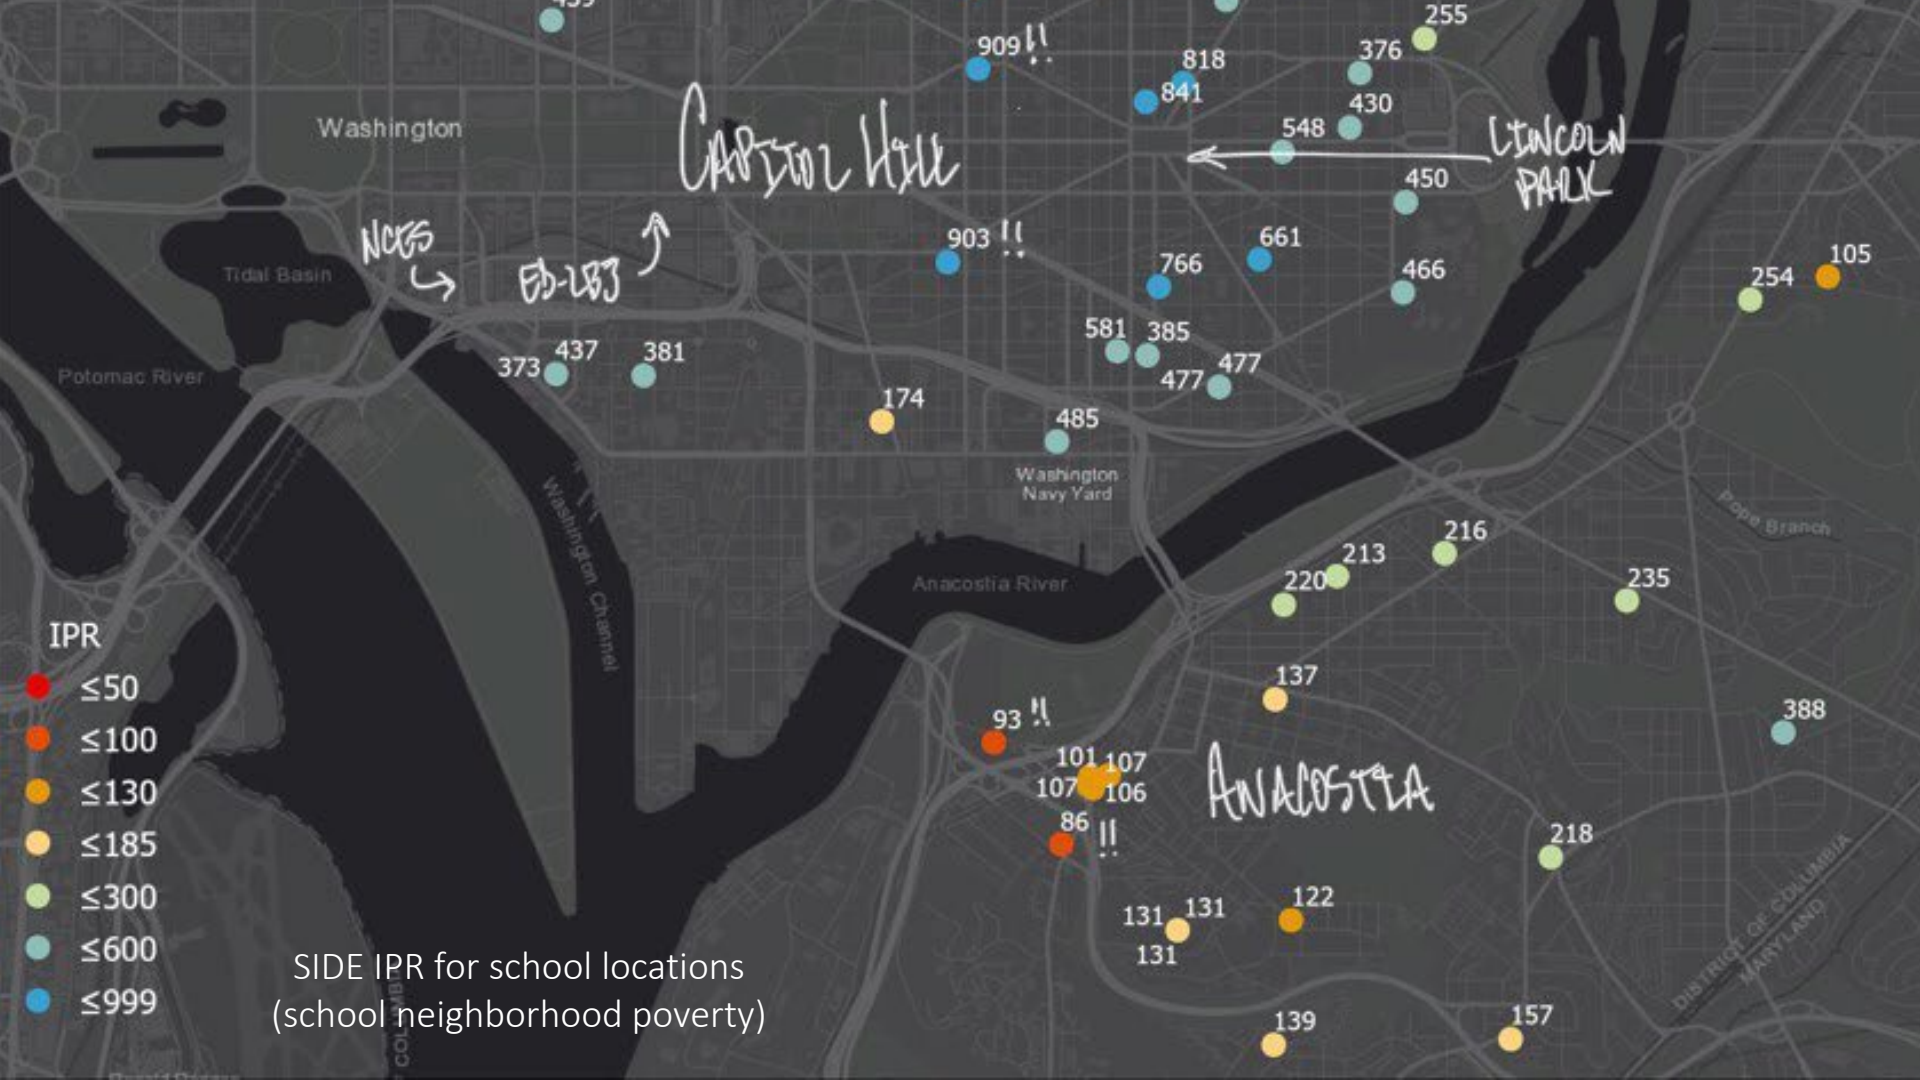 255
909 !!
818
376
841
430
Washington
CAPITOL HILL
548
LINCOLN
PARK
450
NCES
903 !!
661
ED-LBJ
766
466
Tidal Basin
254
105
581
385
373
437
381
477
477
Potomac River
174
485
Washington
Navy Yard
Washington Channel
Pope Branch
216
213
220
235
Anacostia River
IPR
≤50
≤100
≤130
≤185
≤300
≤600
≤999
137
93 !!
388
101
107
107
106
ANACOSTIA
86 !!
218
122
131
131
131
DISTRICT OF COLUMBIA
MARYLAND
SIDE IPR for school locations
(school neighborhood poverty)
139
157